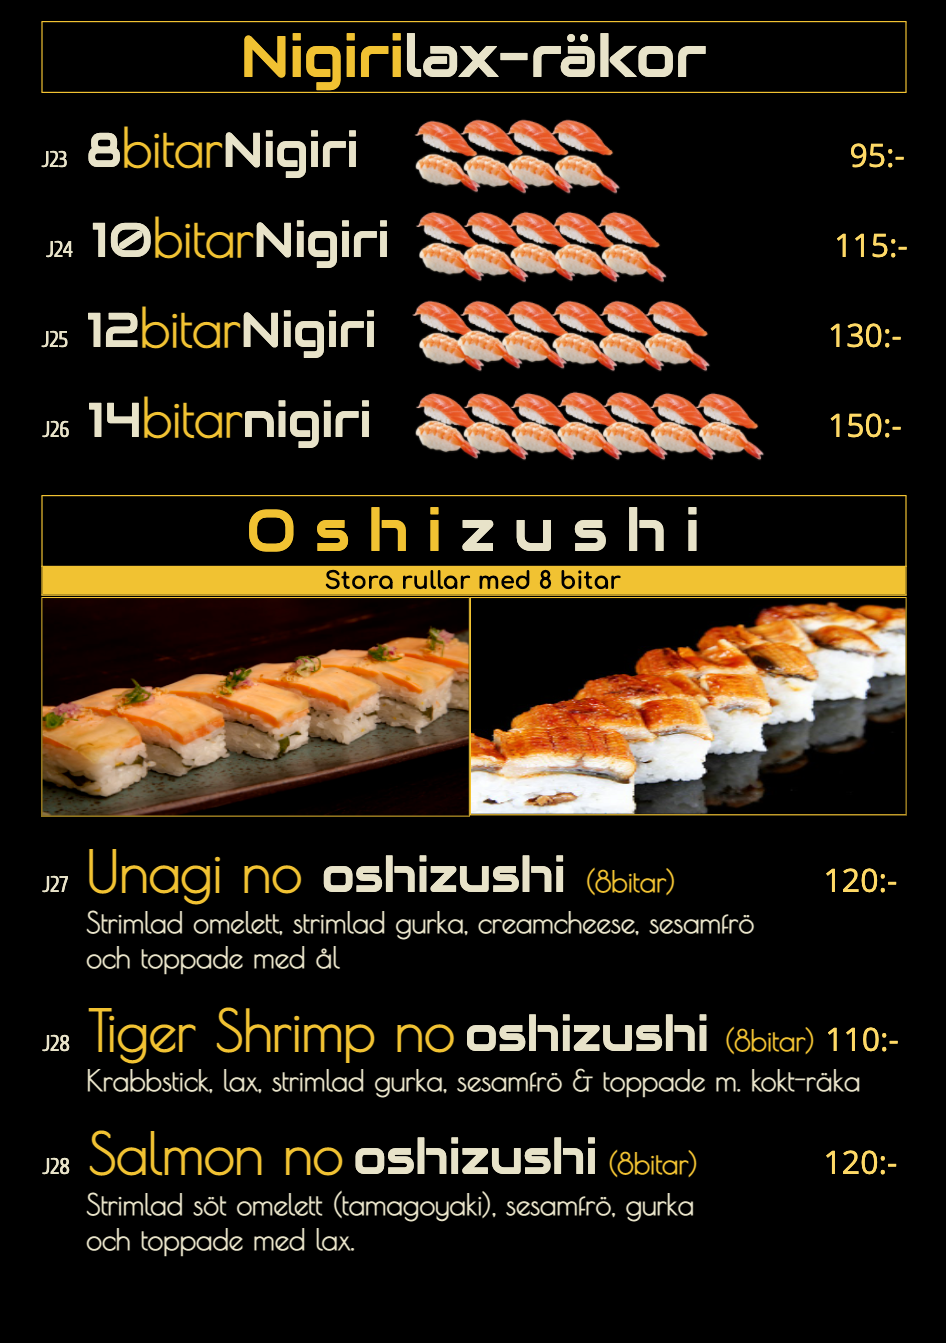 Nigirilax-räkor
J23 8bitarNigiri 95:-
J24 10bitarNigiri 115:-
J25 12bitarNigiri 130:-
J26 14bitarnigiri 150:-
Oshizushi
Stora rullar med 8 bitar
J27 Unagi no oshizushi (8bitar) 120:-
Strimlad omelett, strimlad gurka, creamcheese, sesamfrö
och toppade med ål
J28 Tiger Shrimp no oshizushi (8bitar) 110:-
Krabbstick, lax, strimlad gurka, sesamfrö & toppade m. kokt-räka
J28 Salmon no oshizushi (8bitar) 120:-
Strimlad söt omelett (tamagoyaki), sesamfrö, gurka
och toppade med lax.